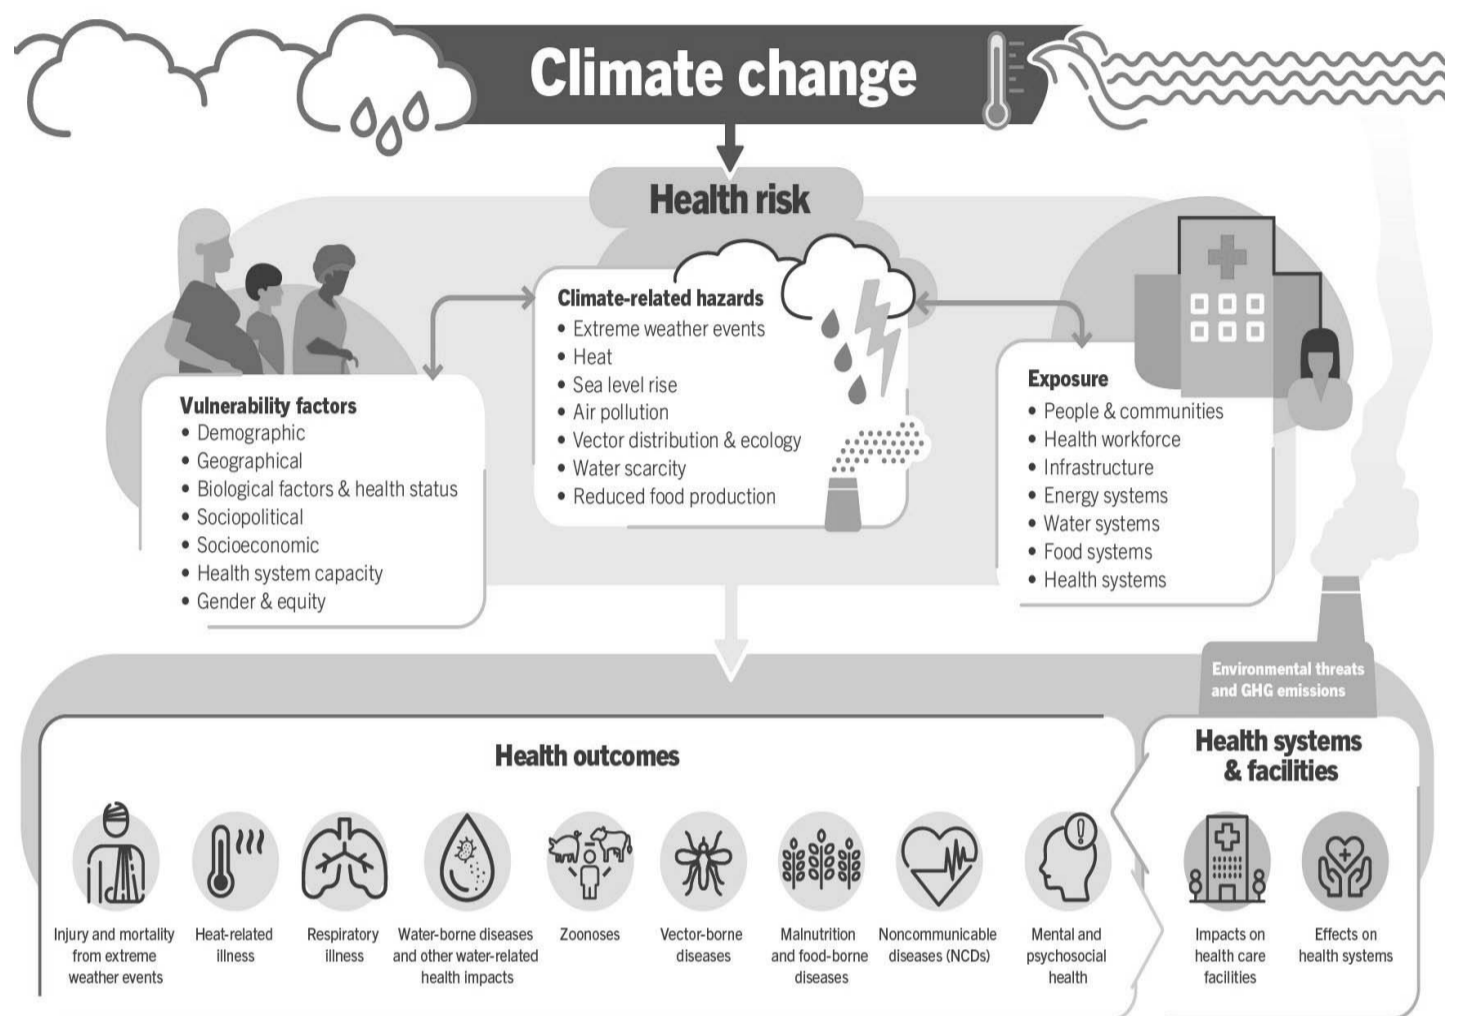 Climate change
Health risk
Climate-related hazards
• Extreme weather events
• Heat
• Sea level rise
• Air pollution
• Vector distribution & ecology
• Water scarcity
• Reduced food production
Vulnerability factors
• Demographic
• Geographical
• Biological factors & health status
• Sociopolitical
• Socioeconomic
• Health system capacity
• Gender & equity
Exposure
• People & communities
• Health workforce
• Infrastructure
• Energy systems
• Water systems
• Food systems
• Health systems
Environmental threats
and GHG emissions
Health outcomes
Injury and mortality
from extreme
weather events
Heat-related
illness
Respiratory
illness
Water-borne diseases
and other water-related
health impacts
Zoonoses
Vector-borne
diseases
Malnutrition
and food-borne
diseases
Noncommunicable
diseases (NCDs)
Mental and
psychosocial
health
Health systems
& facilities
Impacts on
health care
facilities
Effects on
health systems